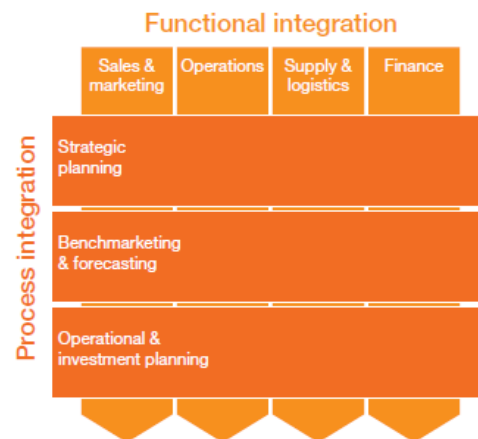 Functional integration
Sales &
marketing
Operations
Supply &
logistics
Finance
Process integration
Strategic
planning
Benchmarketing
& forecasting
Operational &
investment planning